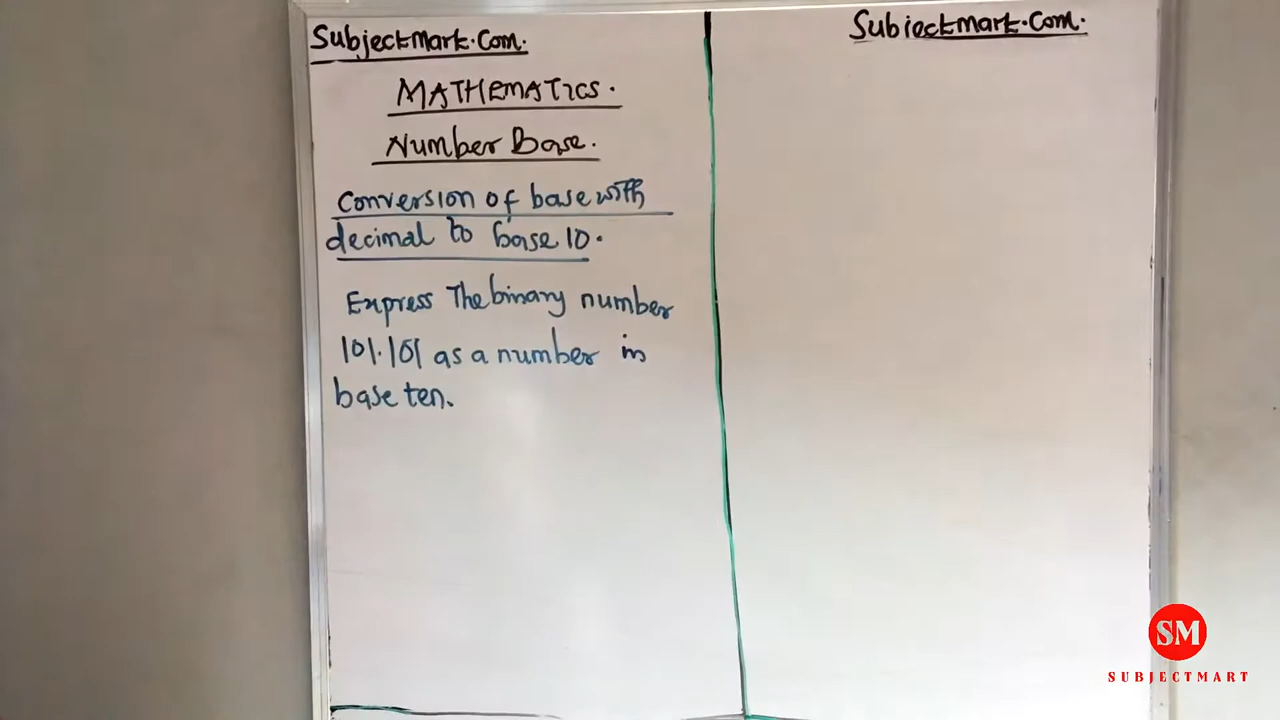 Subjectmark.Com.
MATHEMATICS.
Number Base.
Conversion of base with
decimal to base 10.
Express The binary number
101.101 as a number in
base ten.
Subjectmart.Com.
SM
SUBJECTMART